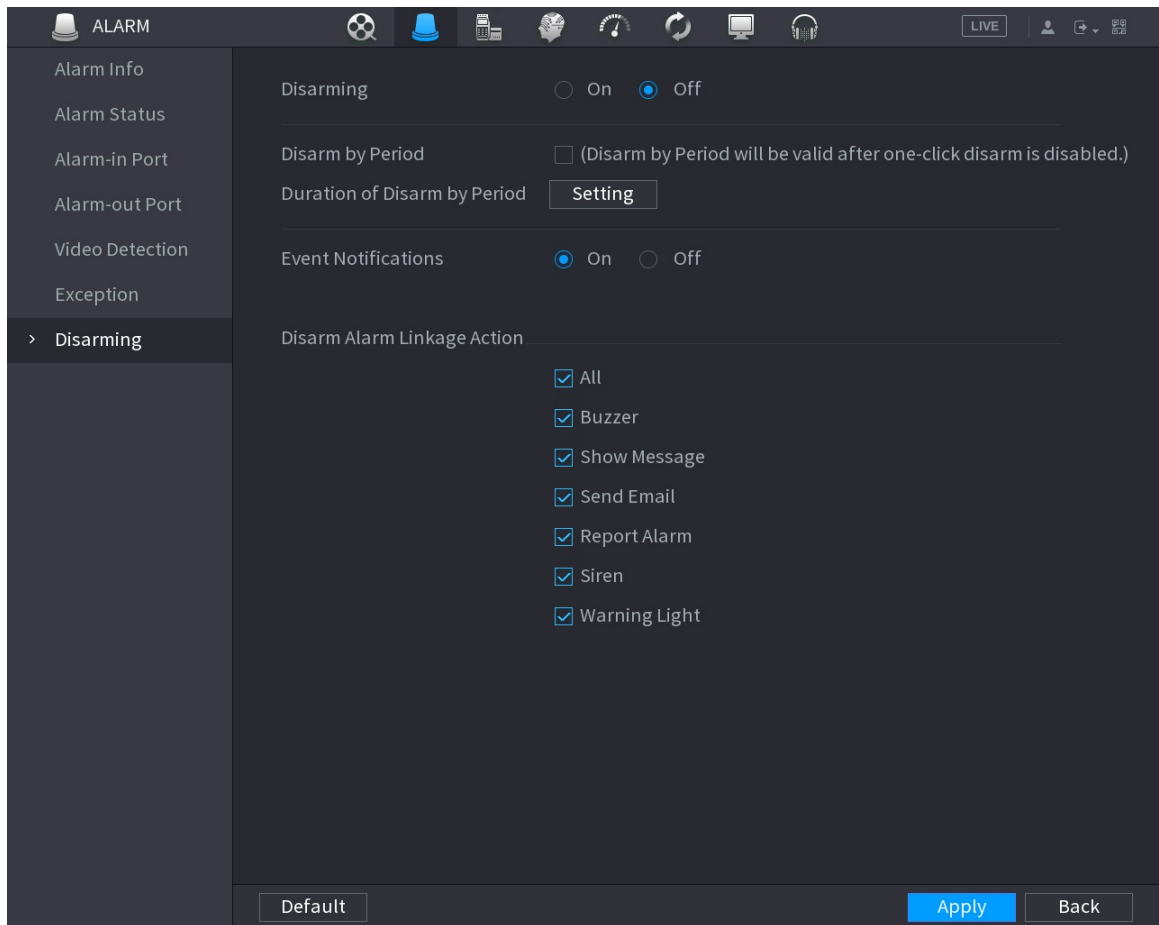 ALARM
LIVE
Alarm Info
Alarm Status
Alarm-in Port
Alarm-out Port
Video Detection
Exception
> Disarming
Disarming On Off
Disarm by Period (Disarm by Period will be valid after one-click disarm is disabled.)
Duration of Disarm by Period Setting
Event Notifications On Off
Disarm Alarm Linkage Action
All
Buzzer
Show Message
Send Email
Report Alarm
Siren
Warning Light
Default Apply Back